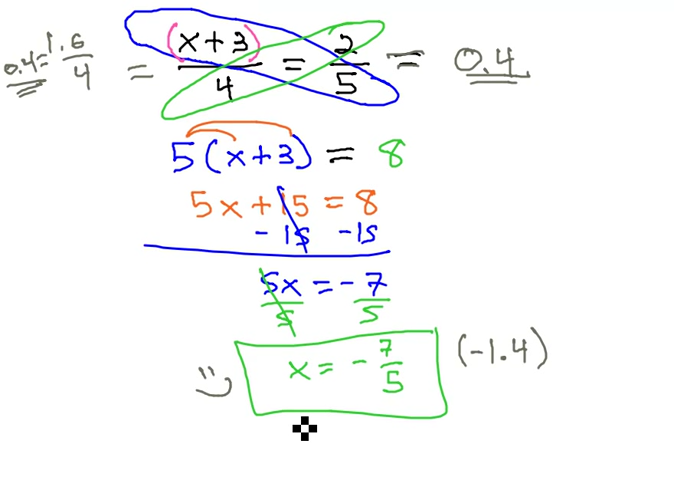 0.4 = 1.6/4 = (x+3)/4 = 2/5 = 0.4
5(x+3) = 8
5x + 15 = 8
- 15 -15
5x/5 = -7/5
x = -7/5 (-1.4)